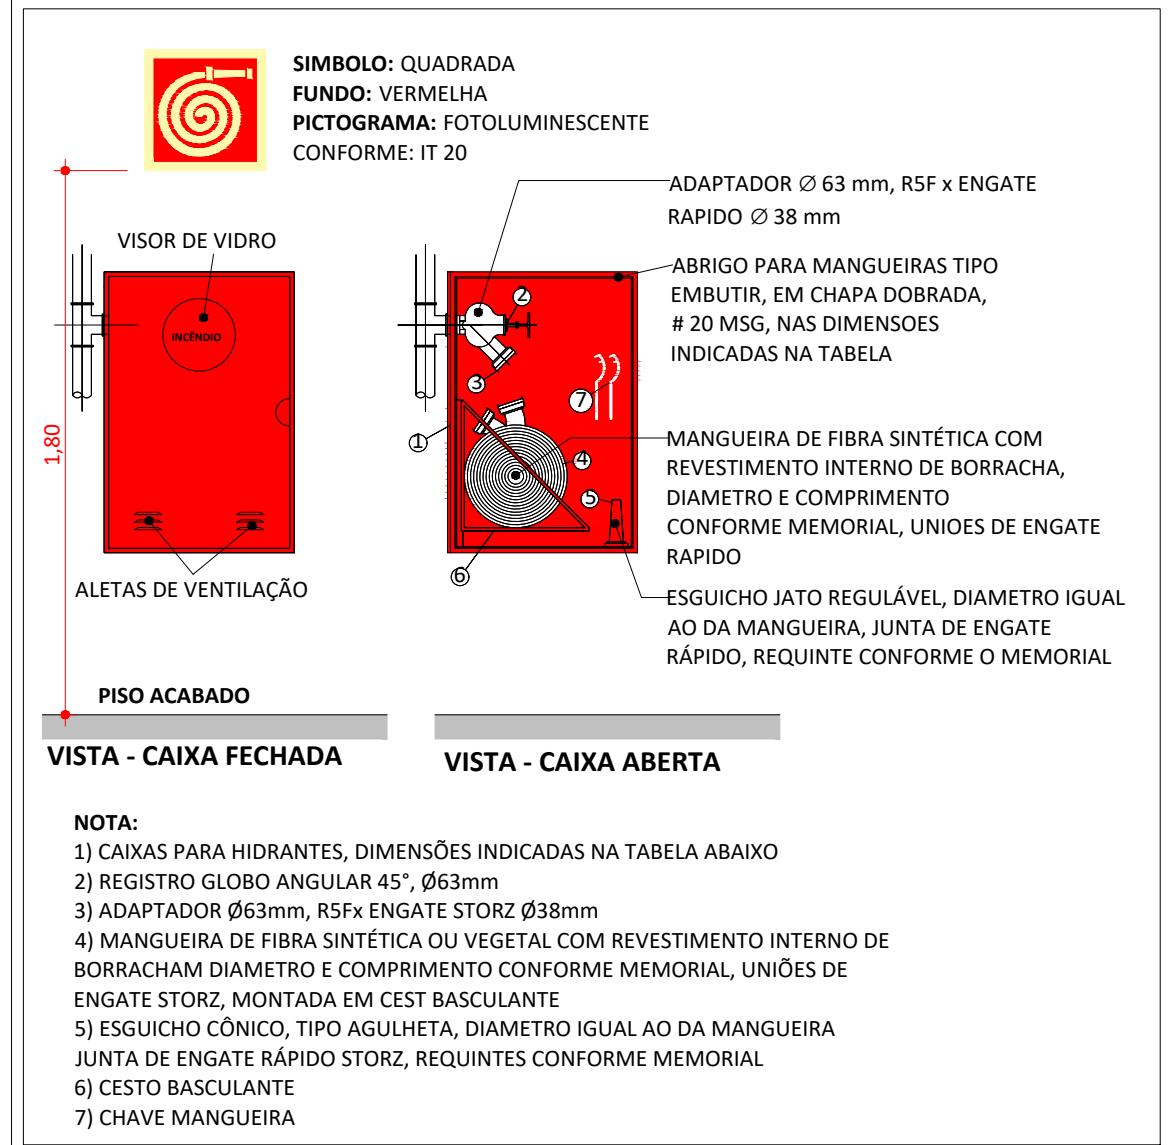 SIMBOLO: QUADRADA
FUNDO: VERMELHA
PICTOGRAMA: FOTOLUMINESCENTE
CONFORME: IT 20
ADAPTADOR ∅ 63 mm, R5F x ENGATE
RAPIDO ∅ 38 mm
VISOR DE VIDRO
ABRIGO PARA MANGUEIRAS TIPO
EMBUTIR, EM CHAPA DOBRADA,
# 20 MSG, NAS DIMENSOES
INDICADAS NA TABELA
INCÊNDIO
2
3
7
1,80
1
MANGUEIRA DE FIBRA SINTÉTICA COM
REVESTIMENTO INTERNO DE BORRACHA,
DIAMETRO E COMPRIMENTO
CONFORME MEMORIAL, UNIOES DE ENGATE
RAPIDO
4
5
6
ALETAS DE VENTILAÇÃO
ESGUICHO JATO REGULÁVEL, DIAMETRO IGUAL
AO DA MANGUEIRA, JUNTA DE ENGATE
RÁPIDO, REQUINTE CONFORME O MEMORIAL
PISO ACABADO
VISTA - CAIXA FECHADA
VISTA - CAIXA ABERTA
NOTA:
1) CAIXAS PARA HIDRANTES, DIMENSÕES INDICADAS NA TABELA ABAIXO
2) REGISTRO GLOBO ANGULAR 45°, Ø63mm
3) ADAPTADOR Ø63mm, R5Fx ENGATE STORZ Ø38mm
4) MANGUEIRA DE FIBRA SINTÉTICA OU VEGETAL COM REVESTIMENTO INTERNO DE
BORRACHAM DIAMETRO E COMPRIMENTO CONFORME MEMORIAL, UNIÕES DE
ENGATE STORZ, MONTADA EM CEST BASCULANTE
5) ESGUICHO CÔNICO, TIPO AGULHETA, DIAMETRO IGUAL AO DA MANGUEIRA
JUNTA DE ENGATE RÁPIDO STORZ, REQUINTES CONFORME MEMORIAL
6) CESTO BASCULANTE
7) CHAVE MANGUEIRA